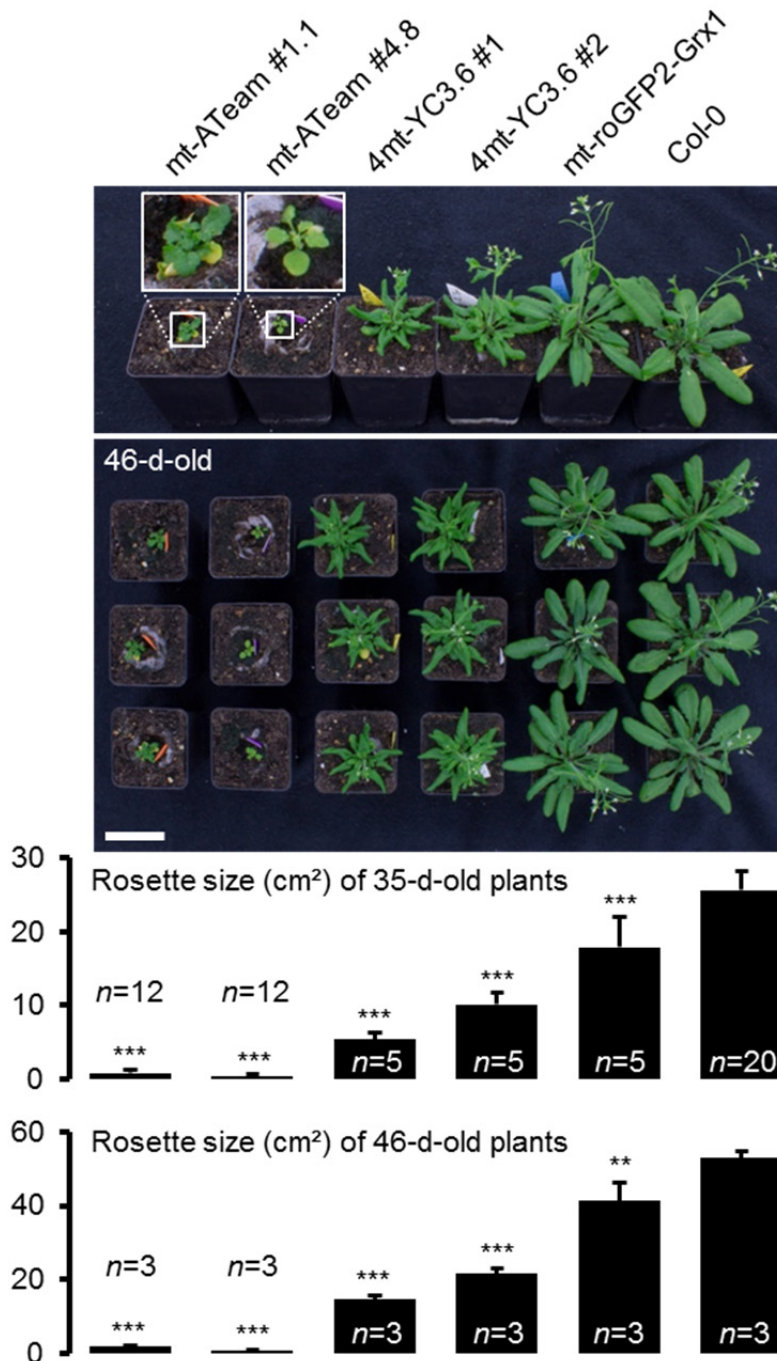 mt-ATeam #1.1
mt-ATeam #4.8
4mt-YC3.6 #1
4mt-YC3.6 #2
mt-roGFP2-Grx1
Col-0
46-d-old
Rosette size (cm²) of 35-d-old plants
30
20
10
0
n=12
n=12
n=5
n=5
n=5
n=20
***
***
***
***
***
Rosette size (cm²) of 46-d-old plants
60
40
20
0
n=3
n=3
n=3
n=3
n=3
n=3
***
***
***
***
**